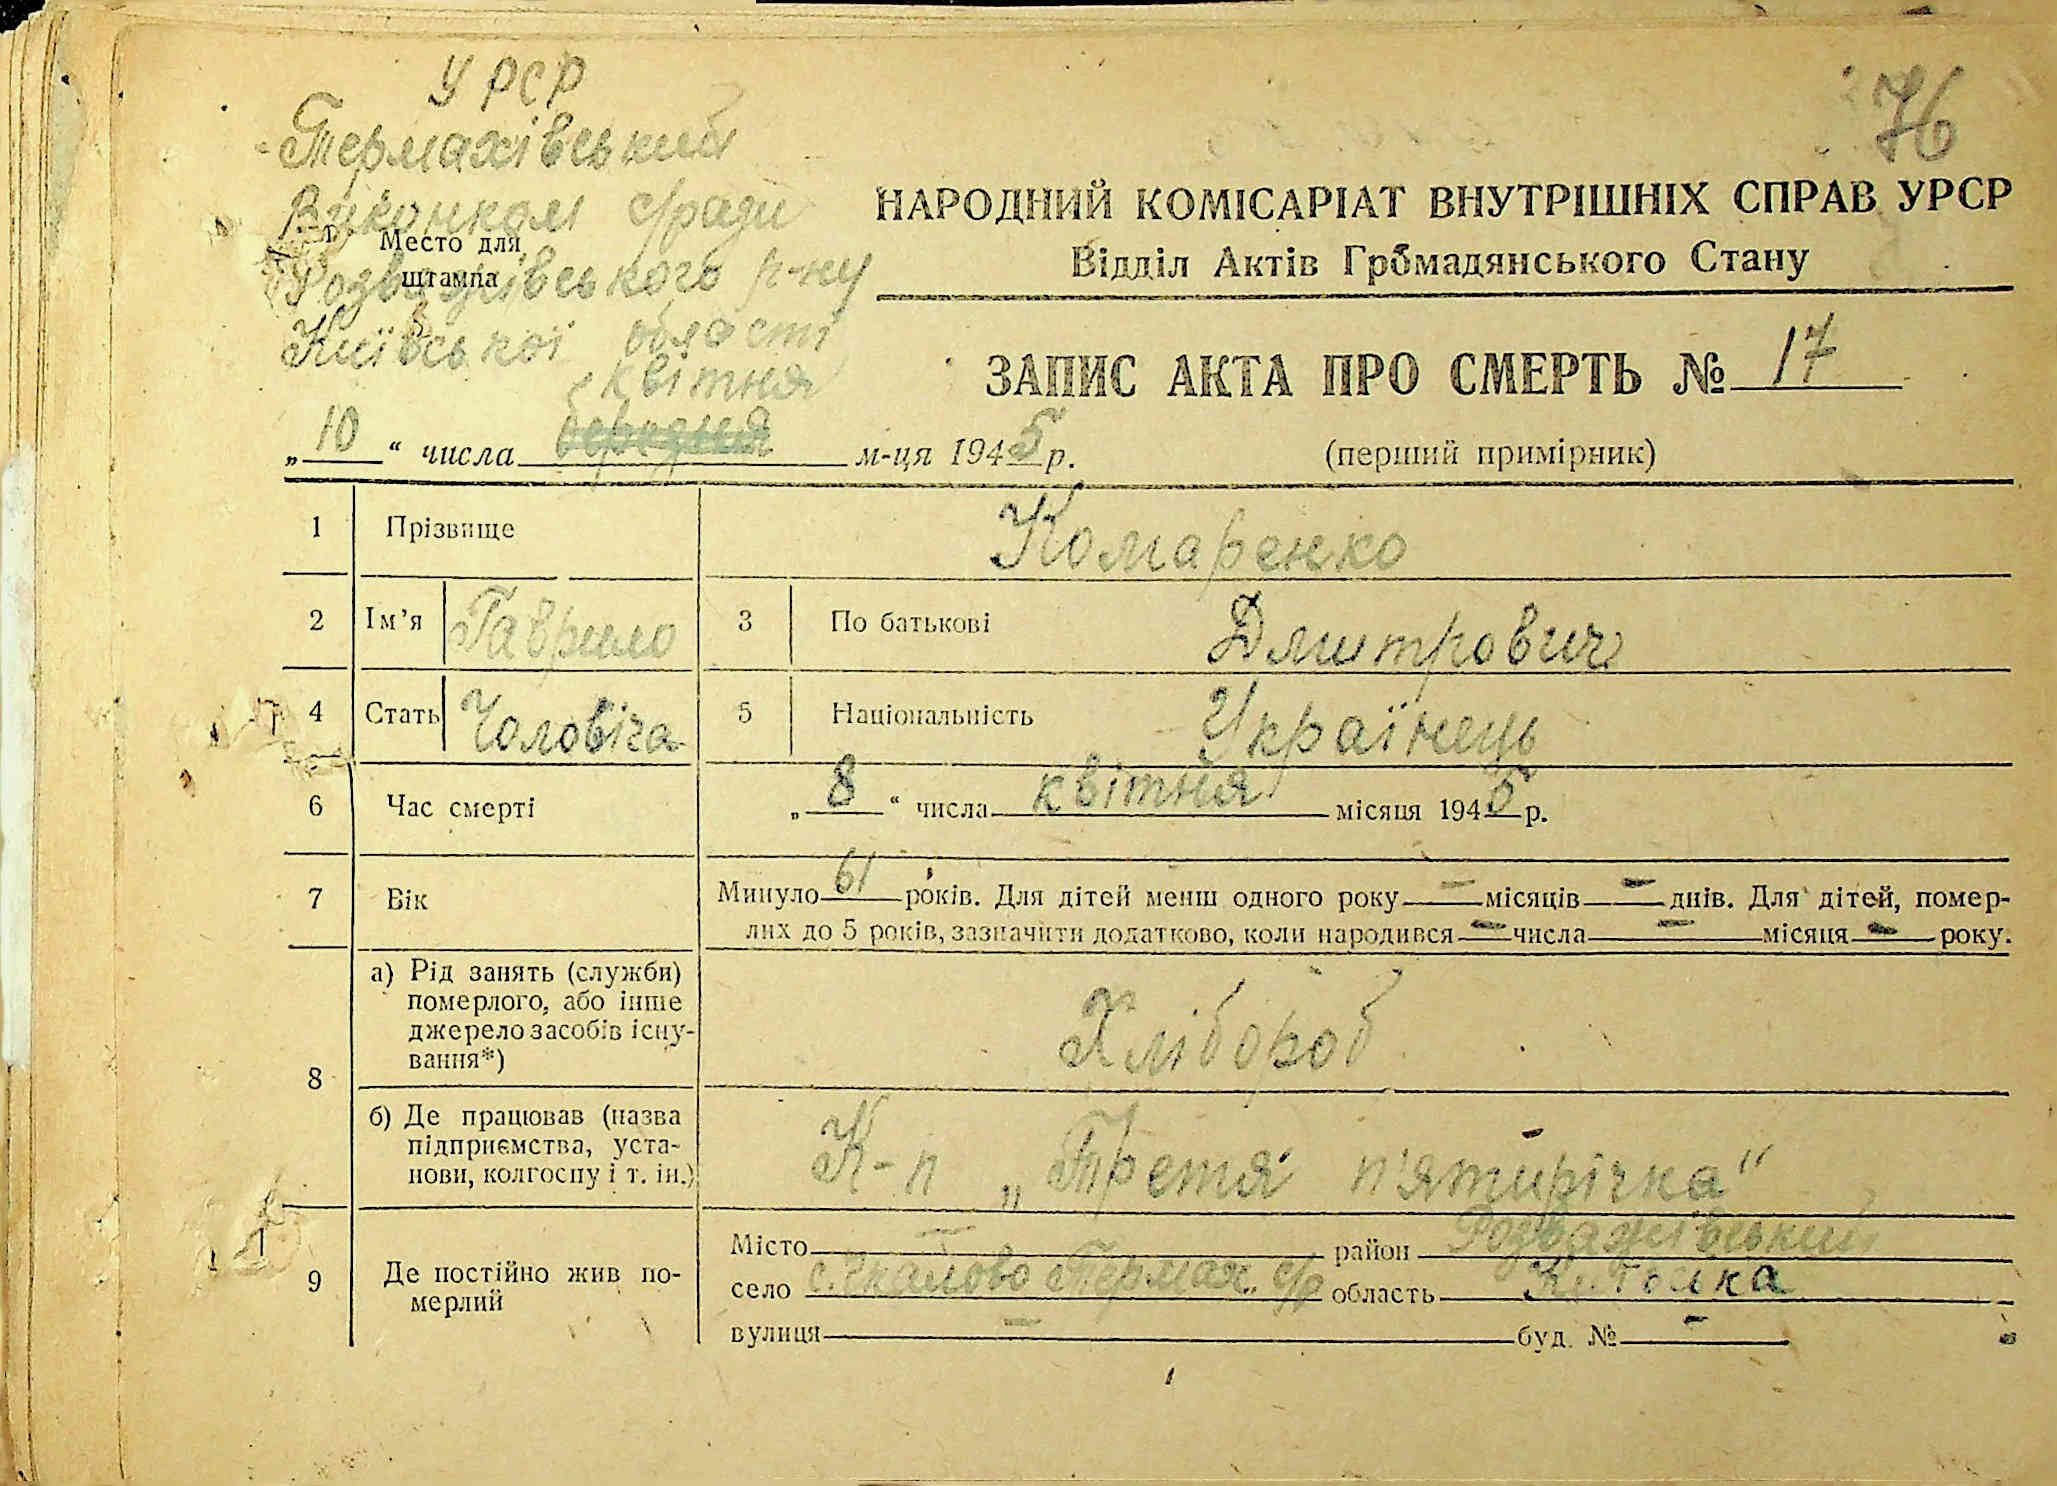 76
УРСР
Термахівський
Виконком с/ради
Розважівського р-ну
Київської області
Место для
штампа
НАРОДНИЙ КОМІСАРІАТ ВНУТРІШНІХ СПРАВ УРСР
Відділ Актів Громадянського Стану
ЗАПИС АКТА ПРО СМЕРТЬ № 17
(перший примірник)
квітня
„ 10 “ числа м-ця 1945 р.
1 Прізвище Комаренко
2 Ім’я Гаврило 3 По батькові Дмитрович
4 Стать Чоловіча 5 Національність Українець
6 Час смерті „ 8 “ числа квітня місяця 1945 р.
7 Вік Минуло 61 років. Для дітей менш одного року — місяців — днів. Для дітей, помер-
лих до 5 років, зазначити додатково, коли народився — числа — місяця — року.
8 а) Рід занять (служби)
померлого, або інше
джерело засобів існу-
вання*)
Хлібороб
б) Де працював (назва
підприємства, уста-
нови, колгоспу і т. ін.)
К-п „Третя п'ятирічка"
9 Де постійно жив по-
мерлий
Місто — район Розважівський
село с. Чкалово Термах. с/р область
вулиця — буд. № -